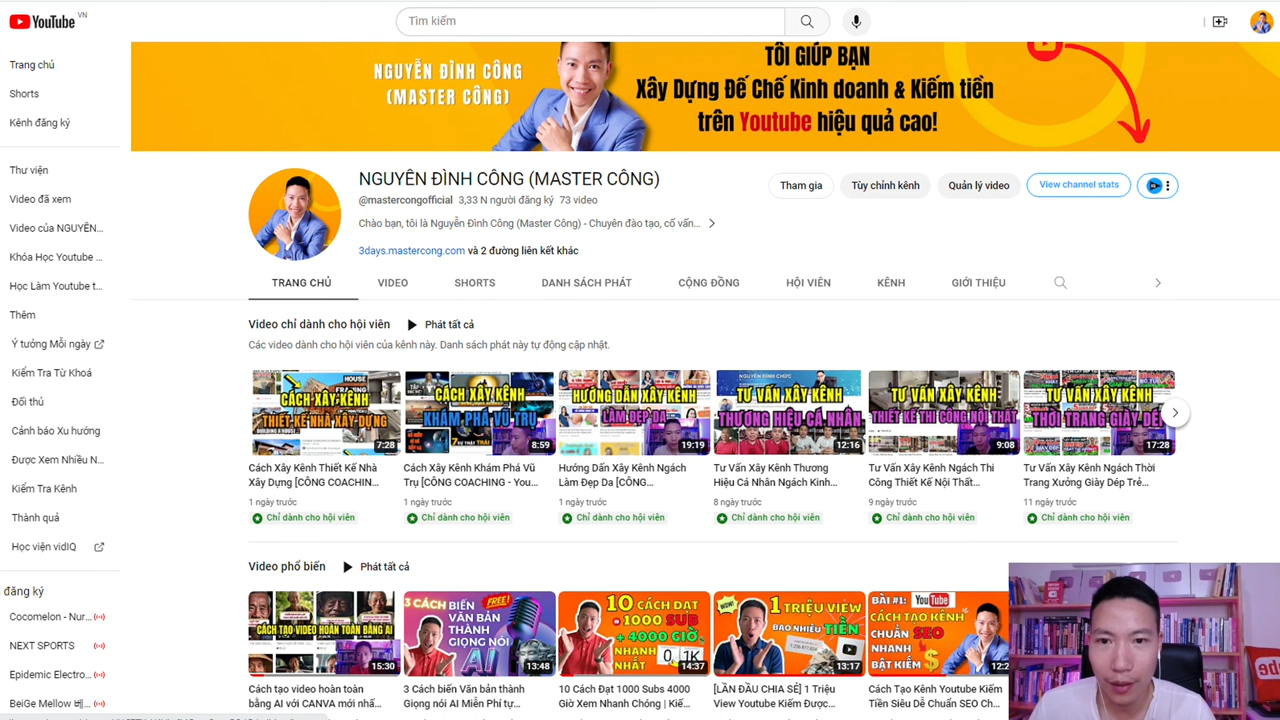 YouTube VN
Tìm kiếm
Trang chủ
Shorts
Kênh đăng ký
Thư viện
Video đã xem
Video của NGUYÊN...
Khóa Học Youtube ...
Học Làm Youtube t...
Thêm
Ý tưởng Mỗi ngày
Kiểm Tra Từ Khoá
Đối thủ
Cảnh báo Xu hướng
Được Xem Nhiều N...
Kiểm Tra Kênh
Thành quả
Học viện vidIQ
đăng ký
Cocomelon - Nur...
NEXT SPORTS
Epidemic Electro...
BeiGe Mellow 베...
NGUYỄN ĐÌNH CÔNG
(MASTER CÔNG)
TÔI GIÚP BẠN
Xây Dựng Đế Chế Kinh doanh & Kiếm tiền
trên Youtube hiệu quả cao!
NGUYÊN ĐÌNH CÔNG (MASTER CÔNG)
@mastercongofficial 3,33 N người đăng ký 73 video
Chào bạn, tôi là Nguyễn Đình Công (Master Công) - Chuyên đào tạo, cố vấn...
3days.mastercong.com và 2 đường liên kết khác
Tham gia
Tùy chỉnh kênh
Quản lý video
View channel stats
TRANG CHỦ
VIDEO
SHORTS
DANH SÁCH PHÁT
CỘNG ĐỒNG
HỘI VIÊN
KÊNH
GIỚI THIỆU
Video chỉ dành cho hội viên
Phát tất cả
Các video dành cho hội viên của kênh này. Danh sách phát này tự động cập nhật.
HOUSE
FRAMING
CÁCH XÂY KÊNH
THIẾT KẾ NHÀ XÂY DỰNG
7:28
Cách Xây Kênh Thiết Kế Nhà
Xây Dựng [CÔNG COACHIN...
1 ngày trước
Chỉ dành cho hội viên
CÁCH XÂY KÊNH
KHÁM PHÁ VŨ TRỤ
8:59
Cách Xây Kênh Khám Phá Vũ
Trụ [CÔNG COACHING - You...
1 ngày trước
Chỉ dành cho hội viên
HƯỚNG DẪN XÂY KÊNH
LÀM ĐẸP DA
19:19
Hướng Dẫn Xây Kênh Ngách
Làm Đẹp Da [CÔNG...
1 ngày trước
Chỉ dành cho hội viên
NGUYỄN ĐÌNH CHỨC
TƯ VẤN XÂY KÊNH
THƯƠNG HIỆU CÁ NHÂN
12:16
Tư Vấn Xây Kênh Thương
Hiệu Cá Nhân Ngách Kinh...
8 ngày trước
Chỉ dành cho hội viên
TƯ VẤN XÂY KÊNH
THIẾT KẾ THI CÔNG NỘI THẤT
9:08
Tư Vấn Xây Kênh Ngách Thi
Công Thiết Kế Nội Thất...
9 ngày trước
Chỉ dành cho hội viên
TƯ VẤN XÂY KÊNH
THỜI TRANG GIÀY DÉP
17:28
Tư Vấn Xây Kênh Ngách Thời
Trang Xưởng Giày Dép Trẻ...
11 ngày trước
Chỉ dành cho hội viên
Video phổ biến
Phát tất cả
CÁCH TẠO VIDEO HOÀN TOÀN BẰNG AI
15:30
Cách tạo video hoàn toàn
bằng AI với CANVA mới nhấ...
3 CÁCH BIẾN
FREE!
VĂN BẢN
THÀNH
GIỌNG NÓI
AI
13:48
3 Cách biến Văn bản thành
Giọng nói AI Miễn Phí tự...
10 CÁCH ĐẠT
1000 SUB
+ 4000 GIỜ
NHANH
NHẤT
14:37
10 Cách Đạt 1000 Subs 4000
Giờ Xem Nhanh Chóng | Kiế...
WOW!
1 TRIỆU VIEW
BAO NHIÊU TIỀN
13:17
[LẦN ĐẦU CHIA SẺ] 1 Triệu
View Youtube Kiếm Được...
BÀI #1: YouTube
CÁCH TẠO KÊNH
CHUẨN SEO
NHANH
BẬT KIẾM
$
12:2
Cách Tạo Kênh Youtube Kiếm
Tiền Siêu Dễ Chuẩn SEO Ch...